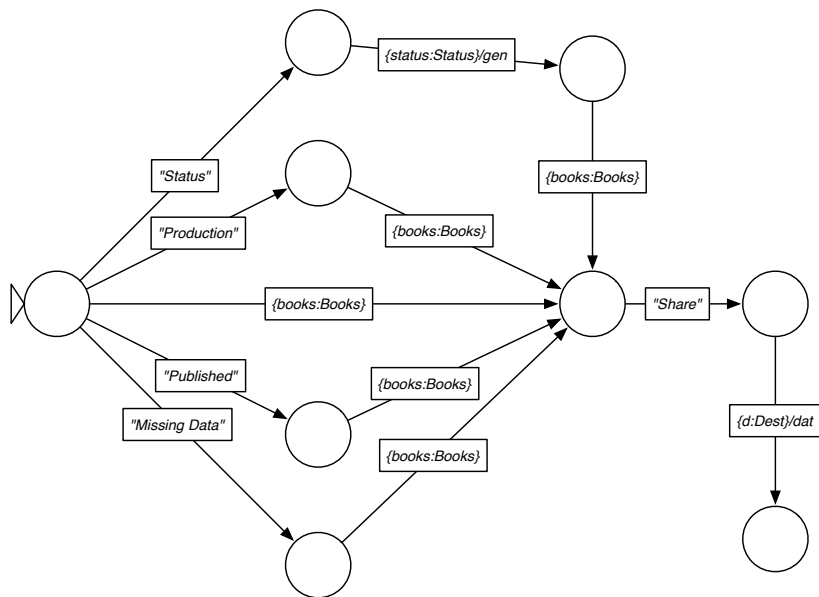 {status:Status}/gen
"Status"
{books:Books}
"Production"
{books:Books}
{books:Books}
"Share"
"Published"
{books:Books}
"Missing Data"
{d:Dest}/dat
{books:Books}